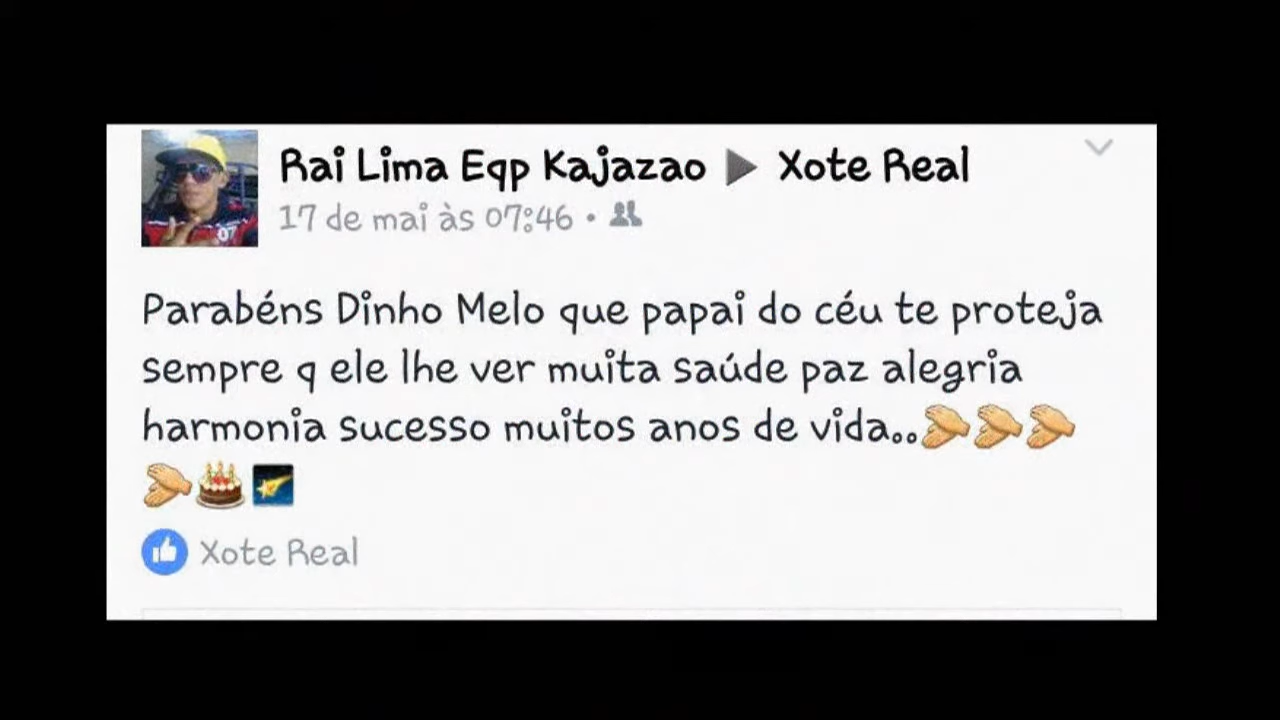 Rai Lima Eqp Kajazao ▶ Xote Real
17 de mai às 07:46 •
Parabéns Dinho Melo que papai do céu te proteja
sempre q ele lhe ver muita saúde paz alegria
harmonia sucesso muitos anos de vida..👏👏👏
👏🎂🌠
Xote Real
07